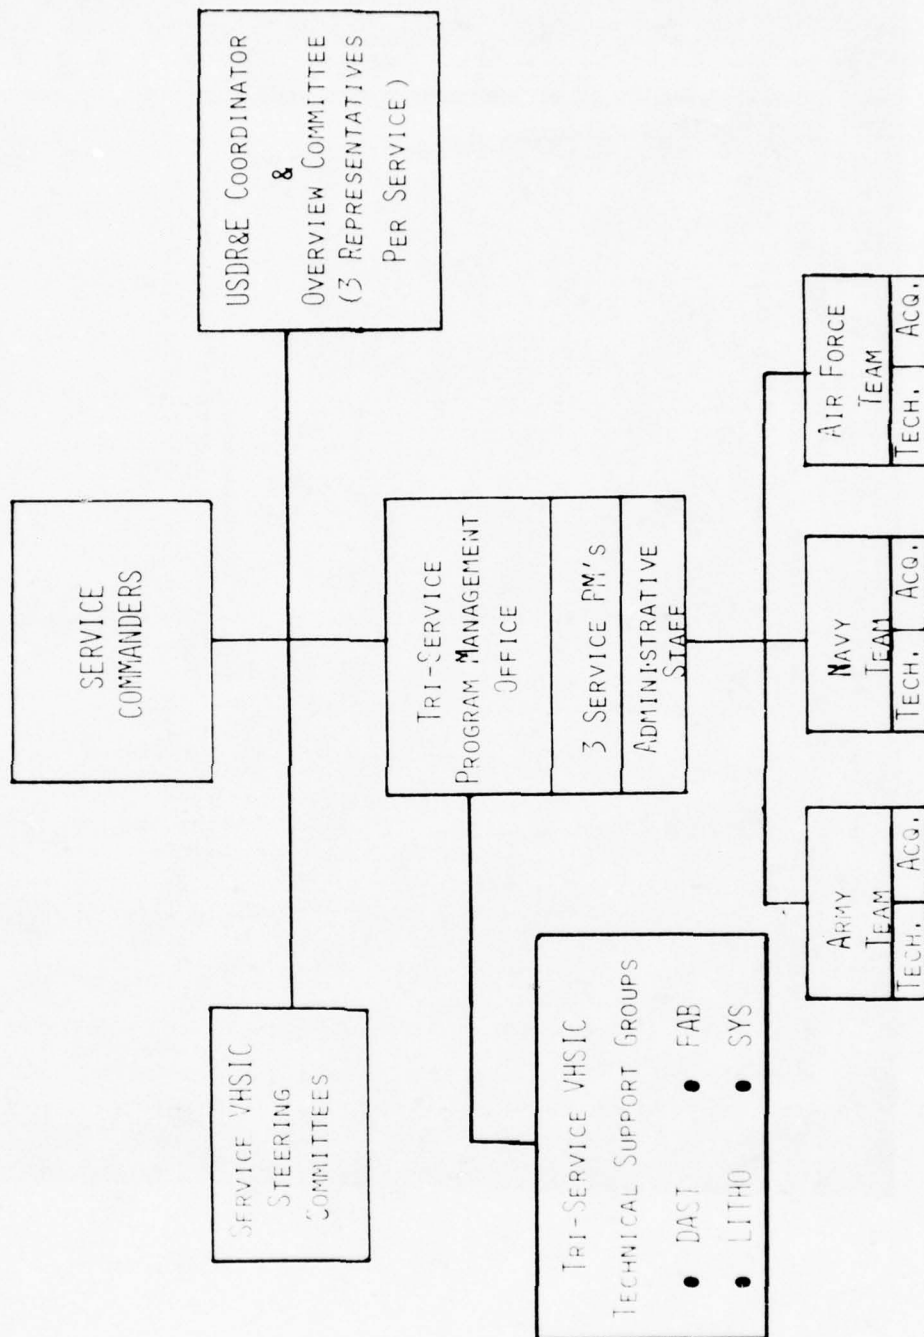 SERVICE
COMMANDERS
SERVICE VHSIC
STEERING
COMMITTEES
USDR&E COORDINATOR
&
OVERVIEW COMMITTEE
(3 REPRESENTATIVES
PER SERVICE)
TRI-SERVICE
PROGRAM MANAGEMENT
OFFICE
3 SERVICE PM'S
ADMINISTRATIVE
STAFF
TRI-SERVICE VHSIC
TECHNICAL SUPPORT GROUPS
• DAST • FAB
• LITHO • SYS
ARMY
TEAM
TECH. ACQ.
NAVY
TEAM
TECH. ACQ.
AIR FORCE
TEAM
TECH. ACQ.